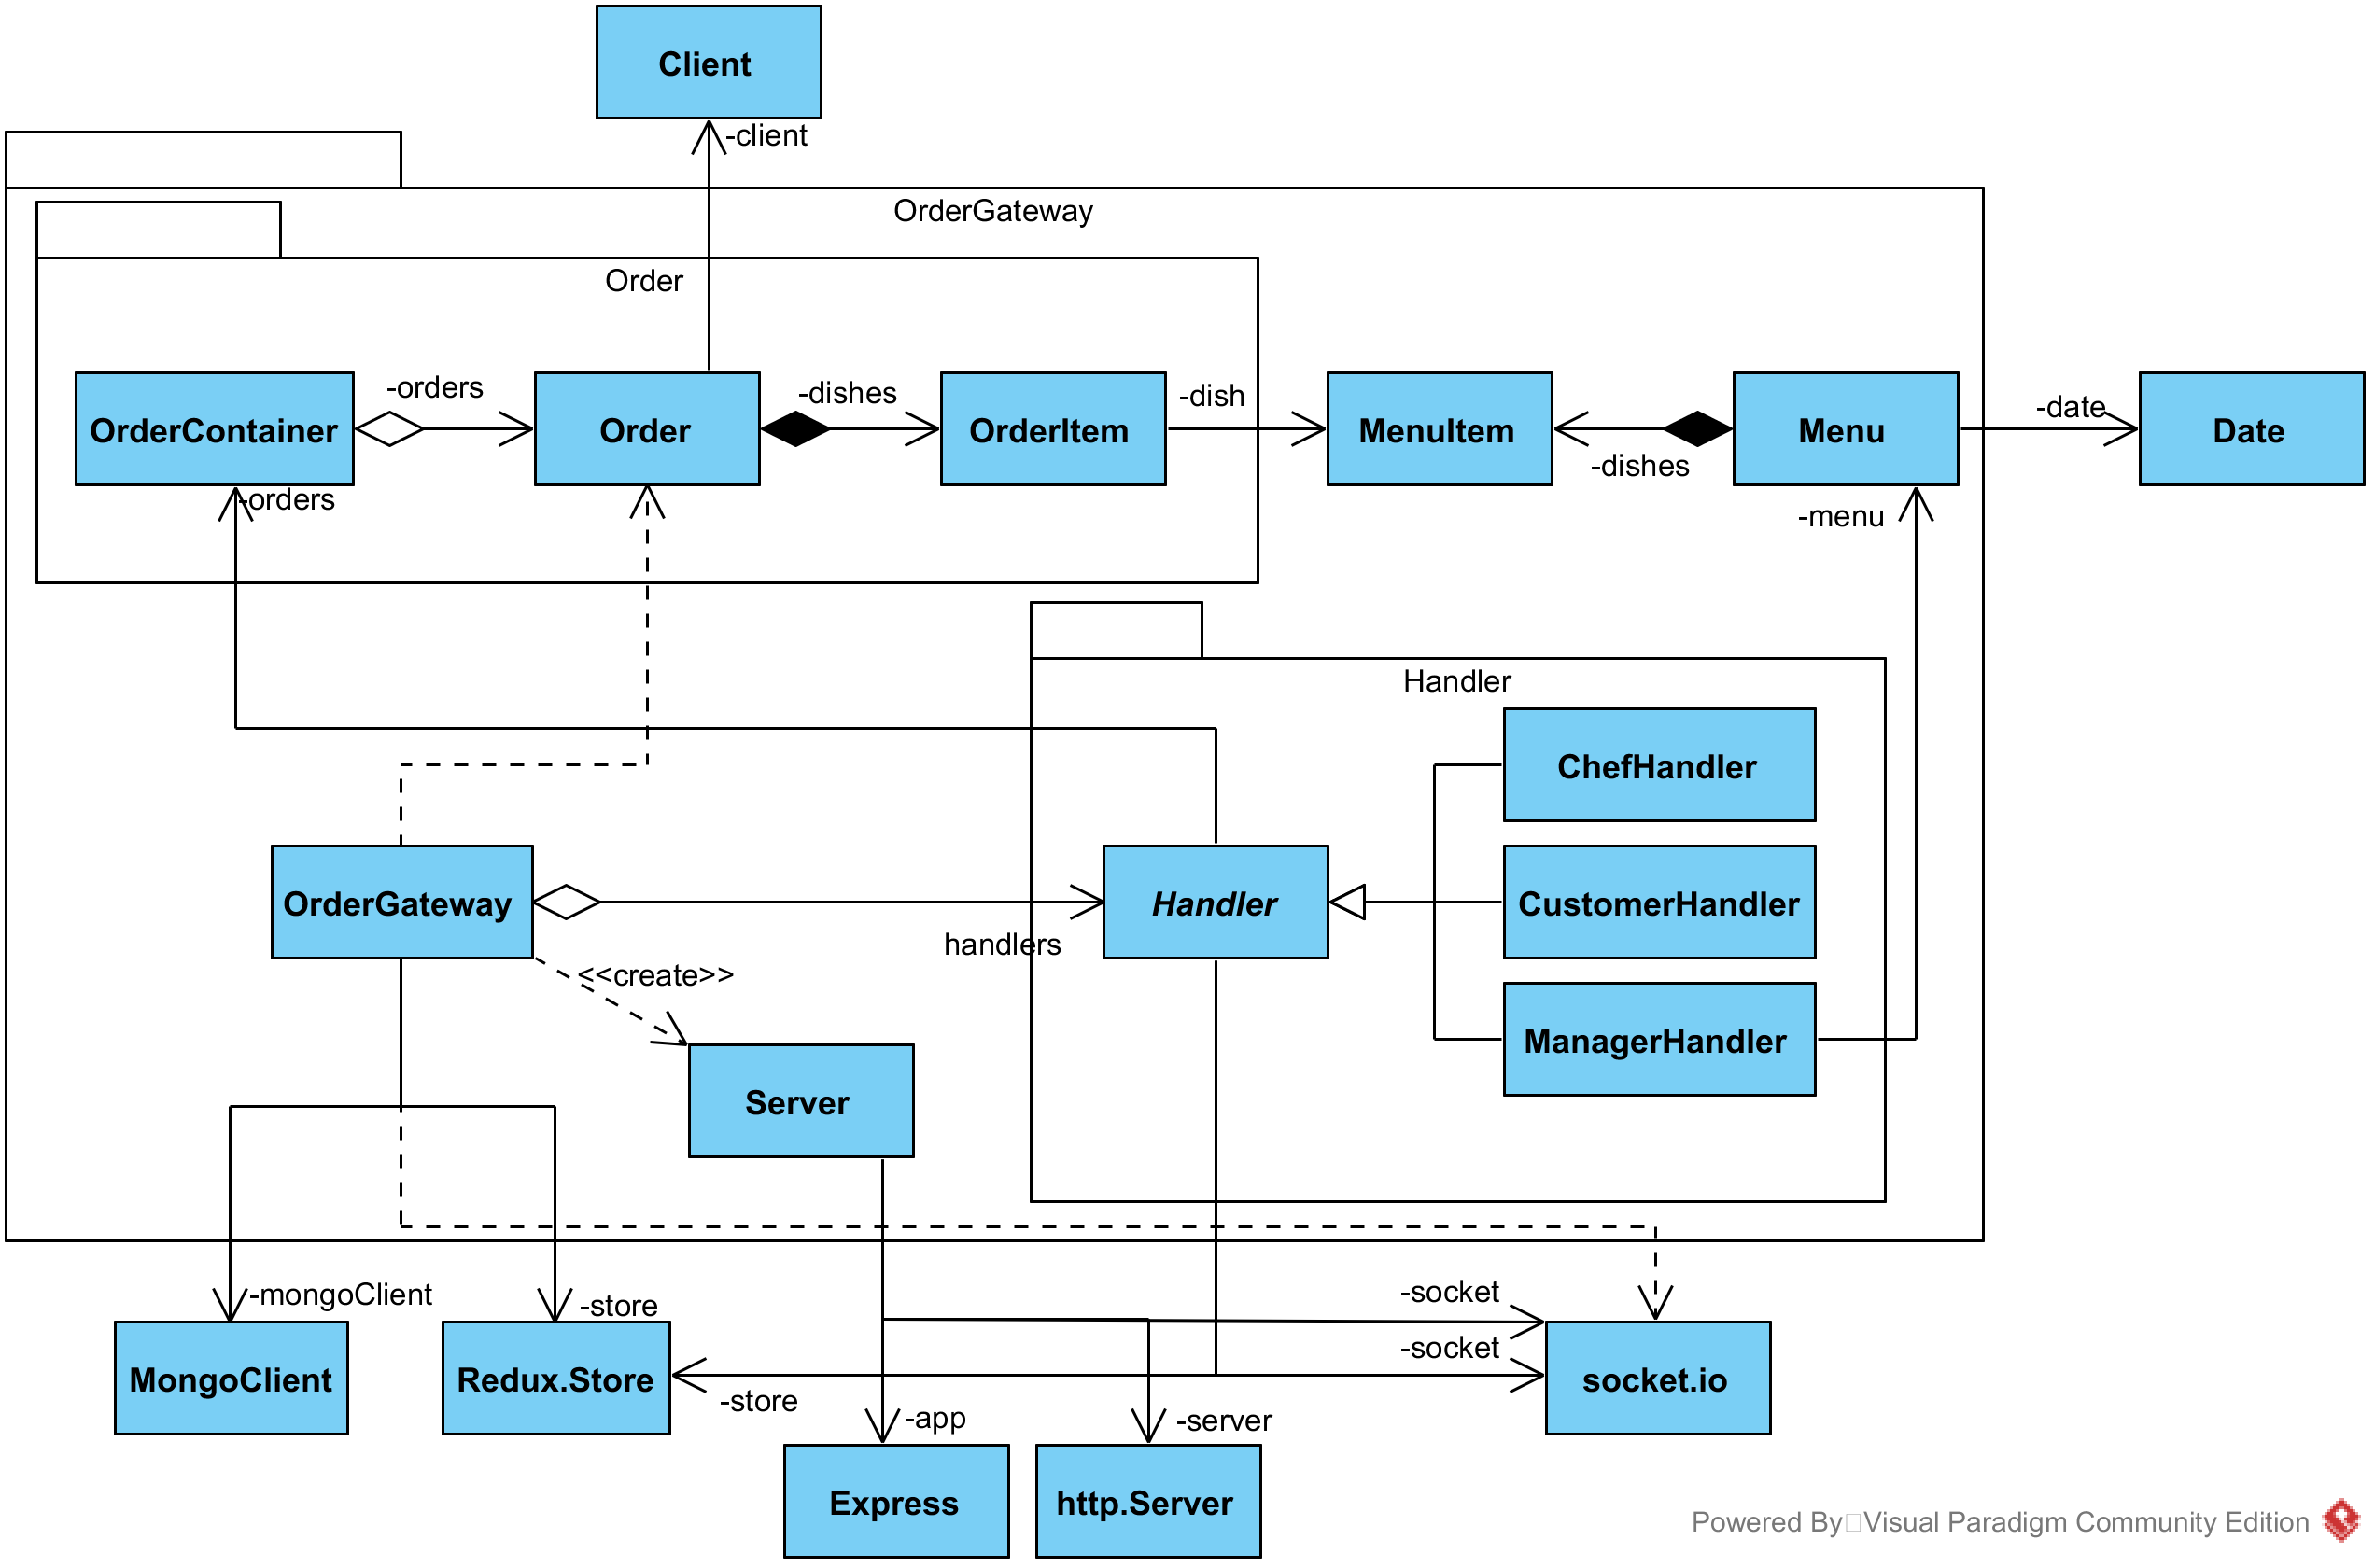 Client
-client
OrderGateway
Order
-orders
-dishes
-dish
-date
OrderContainer
Order
OrderItem
MenuItem
Menu
Date
-dishes
-orders
-menu
Handler
ChefHandler
OrderGateway
Handler
CustomerHandler
handlers
<<create>>
ManagerHandler
Server
-mongoClient
-store
-socket
-socket
MongoClient
Redux.Store
socket.io
-store
-app
-server
Express
http.Server
Powered By□Visual Paradigm Community Edition